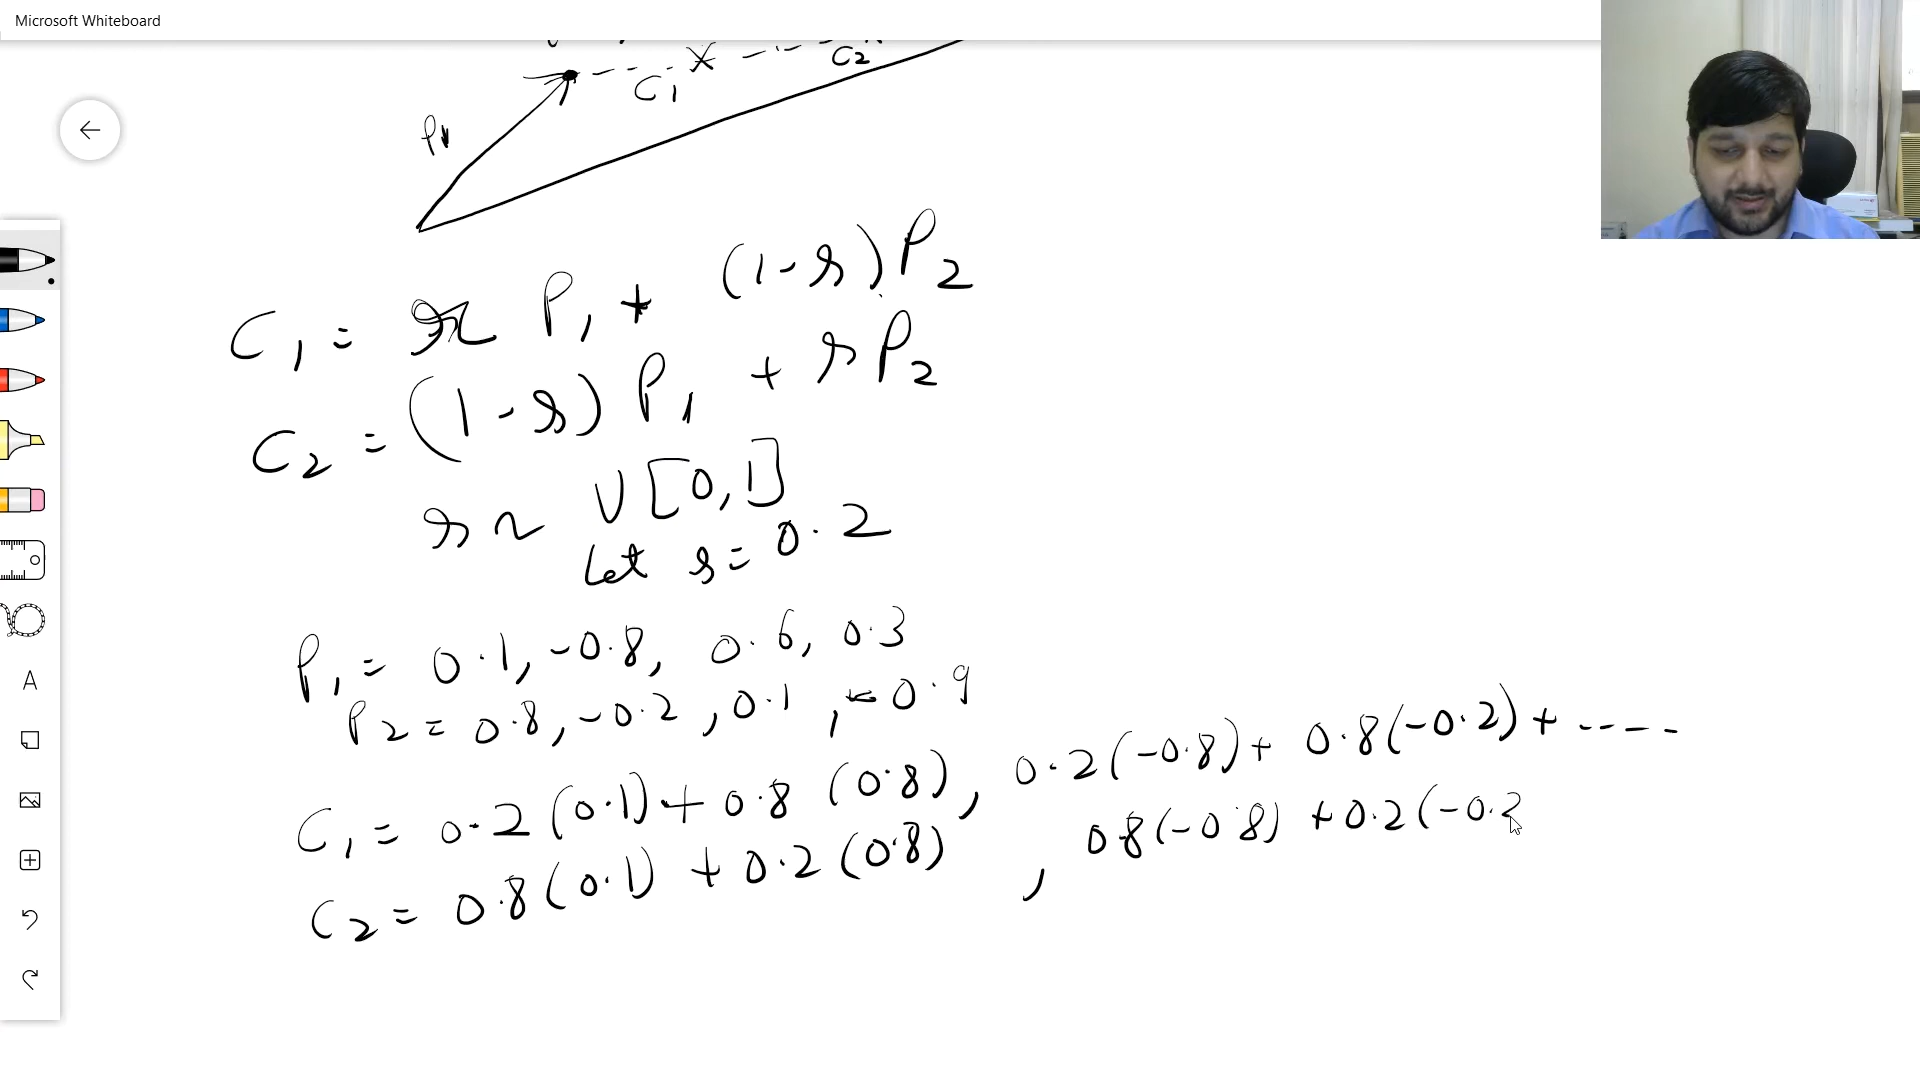 Microsoft Whiteboard
C2
C1
P1
C1 = r P1 + (1-r)P2
C2 = (1-r) P1 + rP2
r ~ U[0,1]
Let r = 0.2
P1 = 0.1, -0.8, 0.6, 0.3
P2 = 0.8, -0.2, 0.1, -0.9
C1 = 0.2(0.1) + 0.8 (0.8), 0.2(-0.8) + 0.8(-0.2) + ----
C2 = 0.8(0.1) + 0.2(0.8) , 0.8(-0.8) + 0.2(-0.2
A